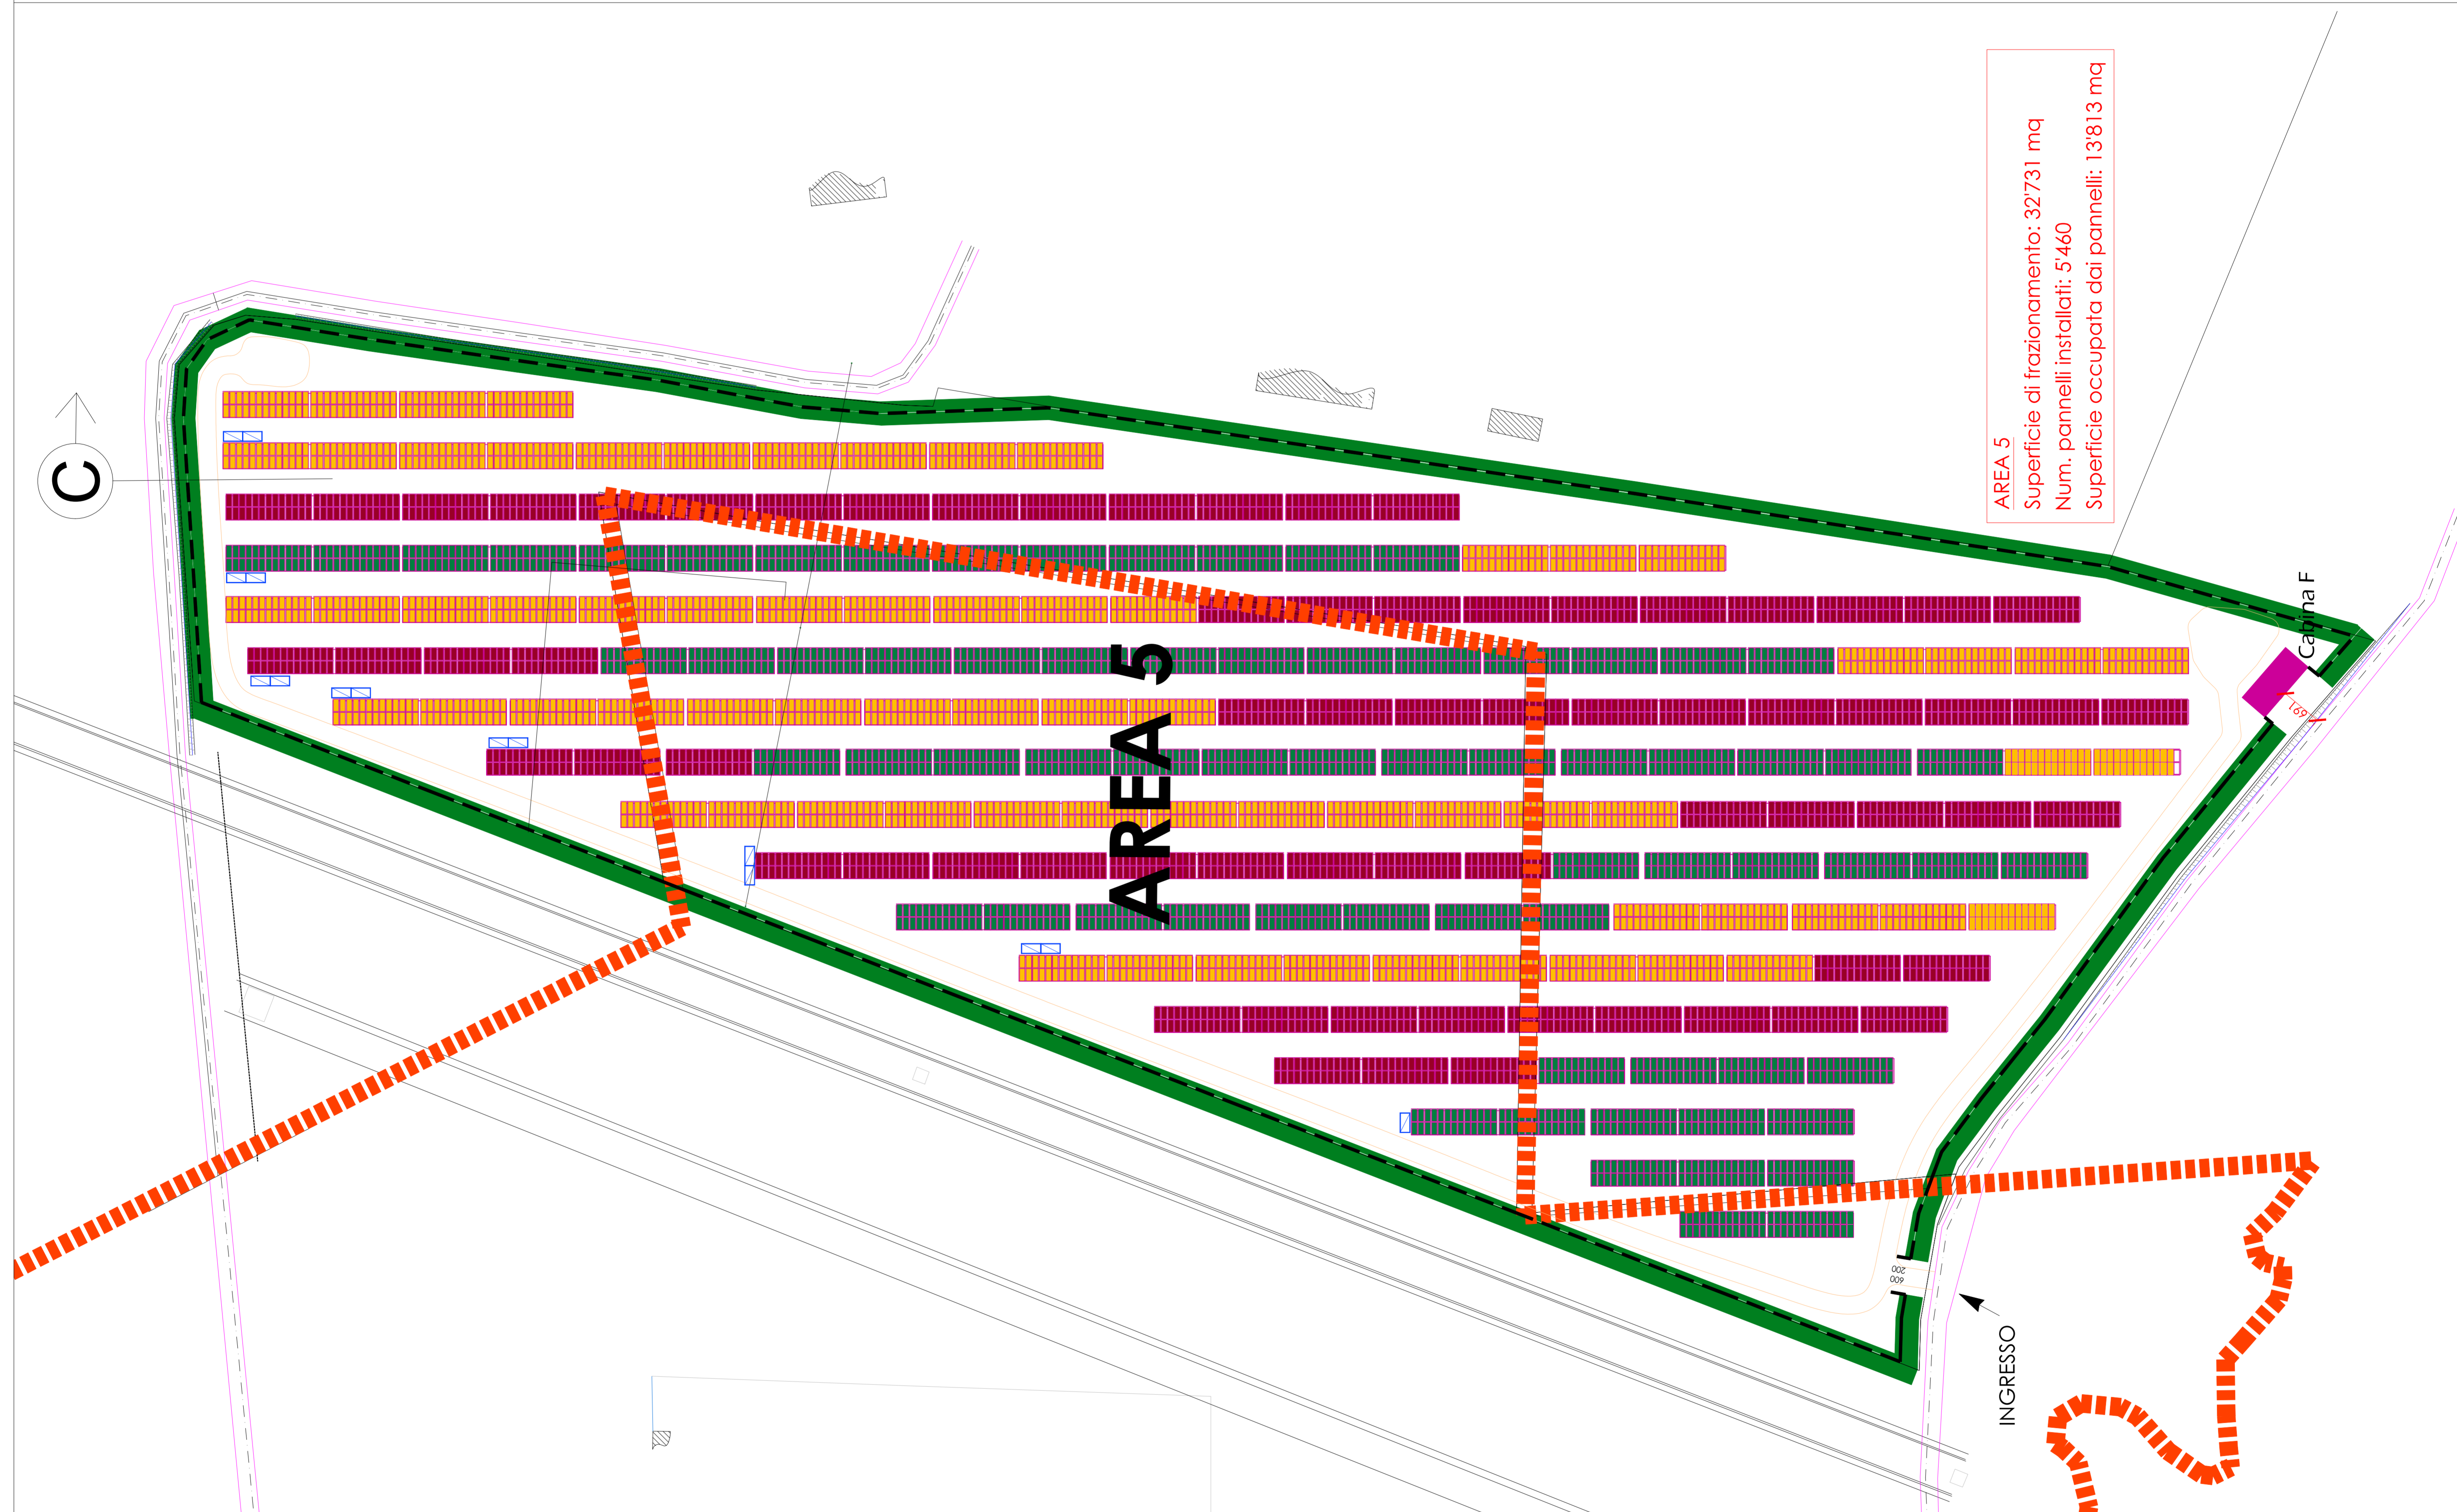 C
AREA 5
AREA 5
Superficie di frazionamento: 32'731 mq
Num. pannelli installati: 5'460
Superficie occupata dai pannelli: 13'813 mq
Cabina F
691
200
600
INGRESSO